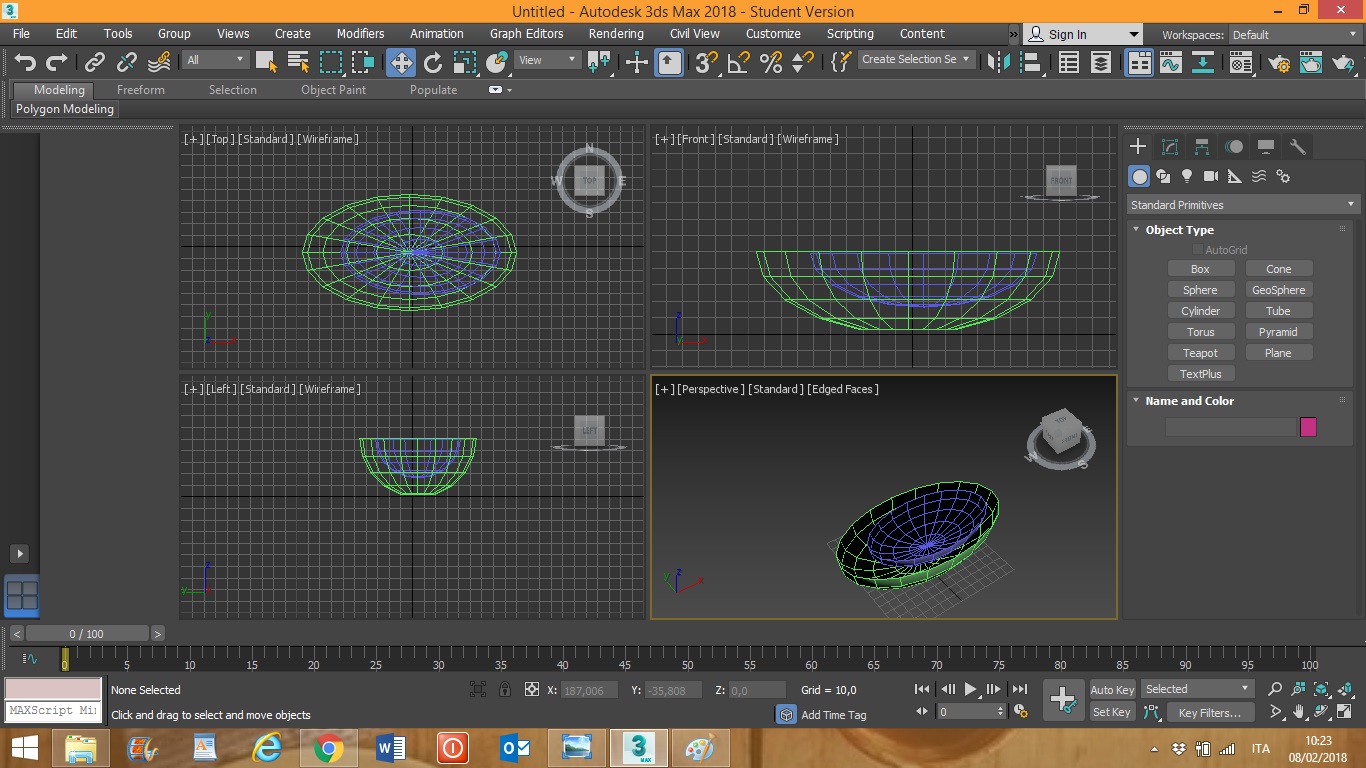 Untitled - Autodesk 3ds Max 2018 - Student Version
File Edit Tools Group Views Create Modifiers Animation Graph Editors Rendering Civil View Customize Scripting Content » Sign In Workspaces: Default
All View Create Selection Se
Modeling Freeform Selection Object Paint Populate
Polygon Modeling
[+] [Top] [Standard] [Wireframe]
N
W TOP E
S
[+] [Front] [Standard] [Wireframe]
FRONT
y
z x
z
y x
[+] [Left] [Standard] [Wireframe]
LEFT
z
y
[+] [Perspective] [Standard] [Edged Faces]
TOP
FRONT
W S
y z x
Standard Primitives
Object Type
AutoGrid
Box Cone
Sphere GeoSphere
Cylinder Tube
Torus Pyramid
Teapot Plane
TextPlus
Name and Color
< 0 / 100 >
0 5 10 15 20 25 30 35 40 45 50 55 60 65 70 75 80 85 90 95 100
None Selected X: 187,006 Y: -35,808 Z: 0,0 Grid = 10,0 Auto Key Selected
MAXScript Mi Click and drag to select and move objects Add Time Tag 0 Set Key Key Filters...
3 MAX
ITA
10:23
08/02/2018